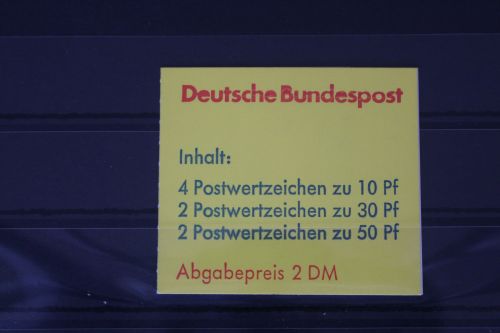 Deutsche Bundespost
Inhalt:
4 Postwertzeichen zu 10 Pf
2 Postwertzeichen zu 30 Pf
2 Postwertzeichen zu 50 Pf
Abgabepreis 2 DM